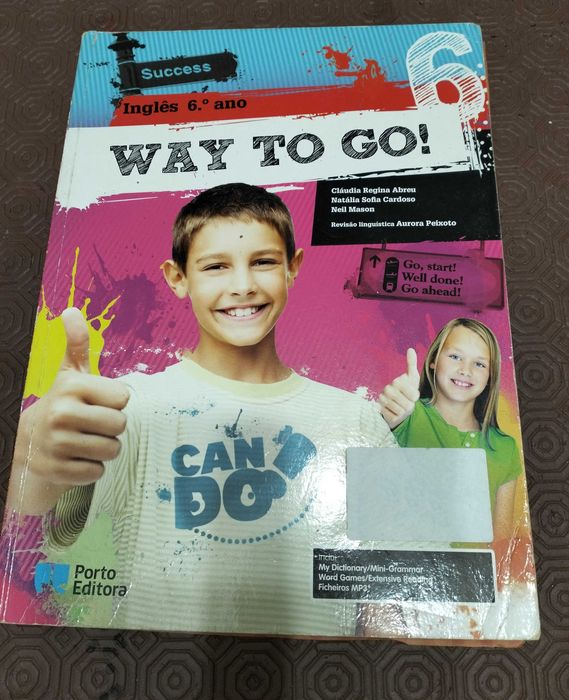 Success
Inglês 6.º ano
6
WAY TO GO!
Cláudia Regina Abreu
Natália Sofia Cardoso
Neil Mason
Revisão linguística Aurora Peixoto
Go, start!
Well done!
Go ahead!
CAN
DO
Porto
Editora
Inclui
My Dictionary/Mini-Grammar
Word Games/Extensive Reading
Ficheiros MP3